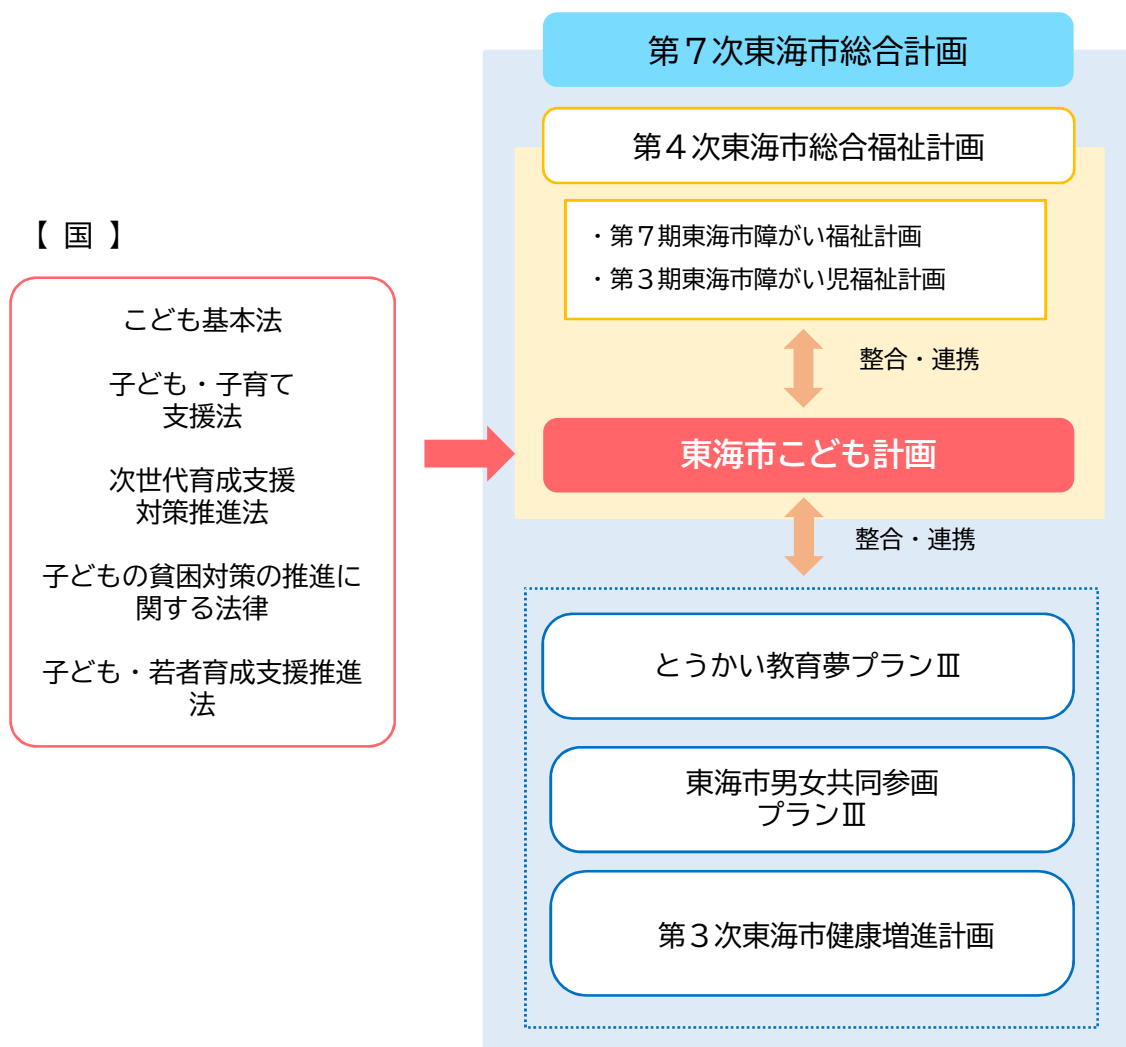 第７次東海市総合計画
第４次東海市総合福祉計画
・第７期東海市障がい福祉計画
・第３期東海市障がい児福祉計画
整合・連携
東海市こども計画
整合・連携
とうかい教育夢プランⅢ
東海市男女共同参画
プランⅢ
第３次東海市健康増進計画
【 国 】
こども基本法
子ども・子育て
支援法
次世代育成支援
対策推進法
子どもの貧困対策の推進に
関する法律
子ども・若者育成支援推進
法